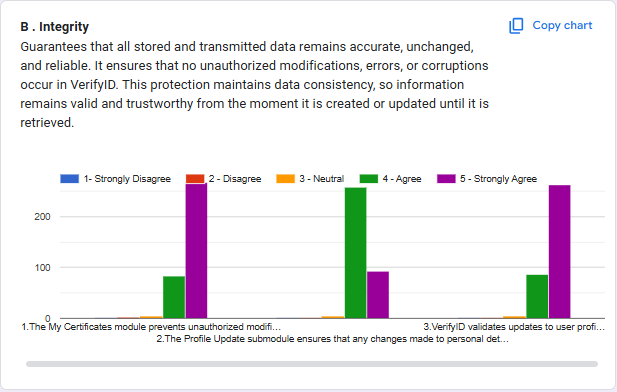 B . Integrity
Copy chart
Guarantees that all stored and transmitted data remains accurate, unchanged,
and reliable. It ensures that no unauthorized modifications, errors, or corruptions
occur in VerifyID. This protection maintains data consistency, so information
remains valid and trustworthy from the moment it is created or updated until it is
retrieved.
1- Strongly Disagree 2 - Disagree 3 - Neutral 4 - Agree 5 - Strongly Agree
200
100
0
1.The My Certificates module prevents unauthorized modifi…
3.VerifyID validates updates to user profi…
2.The Profile Update submodule ensures that any changes made to personal det…